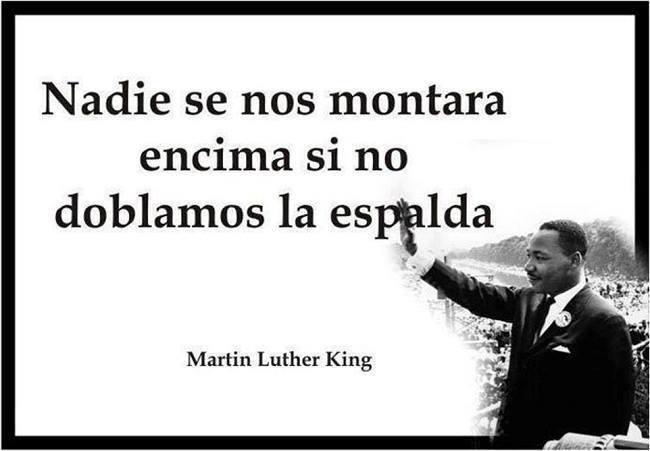 Nadie se nos montara
encima si no
doblamos la espalda
Martin Luther King